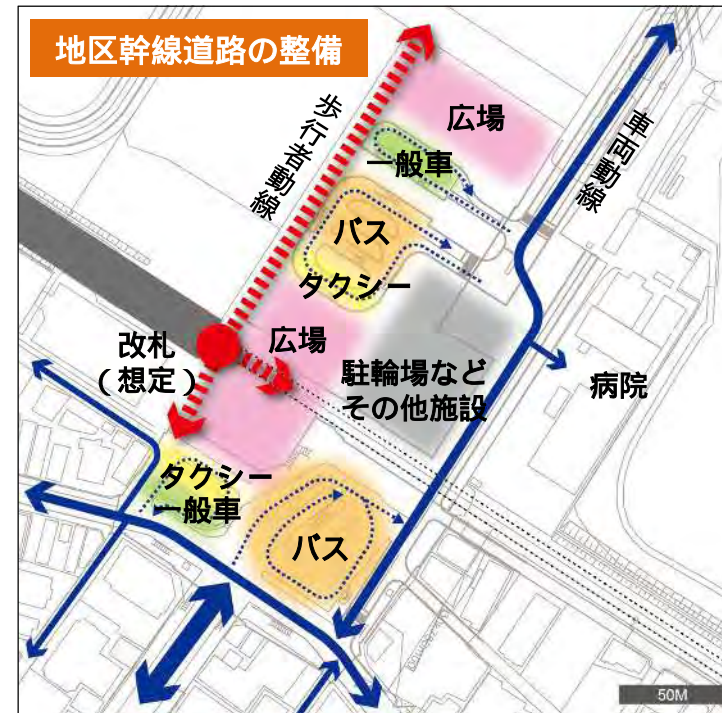 地区幹線道路の整備
歩行者動線
広場
一般車
車両動線
バス
タクシー
改札
（想定）
広場
駐輪場など
その他施設
病院
タクシー
一般車
バス
50M